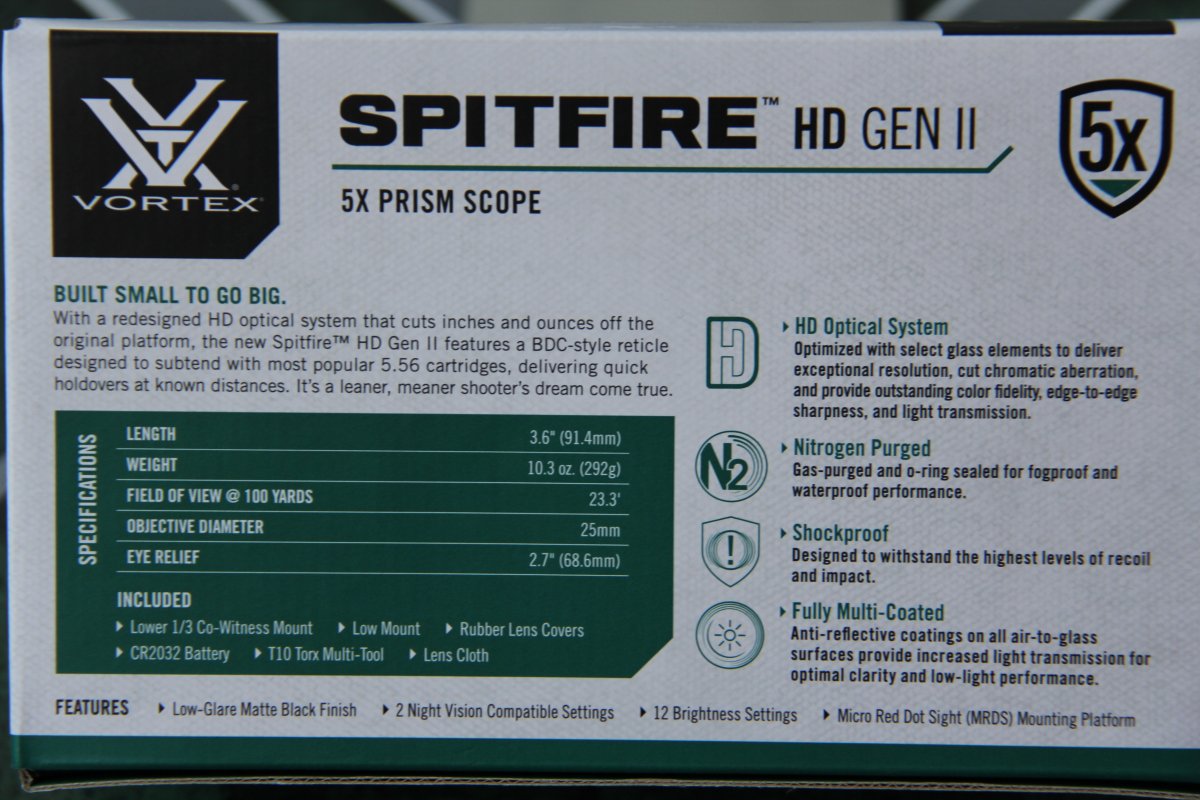 VORTEX®
SPITFIRE™ HD GEN II
5X
5X PRISM SCOPE
BUILT SMALL TO GO BIG.
With a redesigned HD optical system that cuts inches and ounces off the
original platform, the new Spitfire™ HD Gen II features a BDC-style reticle
designed to subtend with most popular 5.56 cartridges, delivering quick
holdovers at known distances. It's a leaner, meaner shooter's dream come true.
SPECIFICATIONS
LENGTH 3.6" (91.4mm)
WEIGHT 10.3 oz. (292g)
FIELD OF VIEW @ 100 YARDS 23.3'
OBJECTIVE DIAMETER 25mm
EYE RELIEF 2.7" (68.6mm)
INCLUDED
Lower 1/3 Co-Witness Mount Low Mount Rubber Lens Covers
CR2032 Battery T10 Torx Multi-Tool Lens Cloth
HD
HD Optical System
Optimized with select glass elements to deliver
exceptional resolution, cut chromatic aberration,
and provide outstanding color fidelity, edge-to-edge
sharpness, and light transmission.
N2
Nitrogen Purged
Gas-purged and o-ring sealed for fogproof and
waterproof performance.
!
Shockproof
Designed to withstand the highest levels of recoil
and impact.
Fully Multi-Coated
Anti-reflective coatings on all air-to-glass
surfaces provide increased light transmission for
optimal clarity and low-light performance.
FEATURES Low-Glare Matte Black Finish 2 Night Vision Compatible Settings 12 Brightness Settings Micro Red Dot Sight (MRDS) Mounting Platform